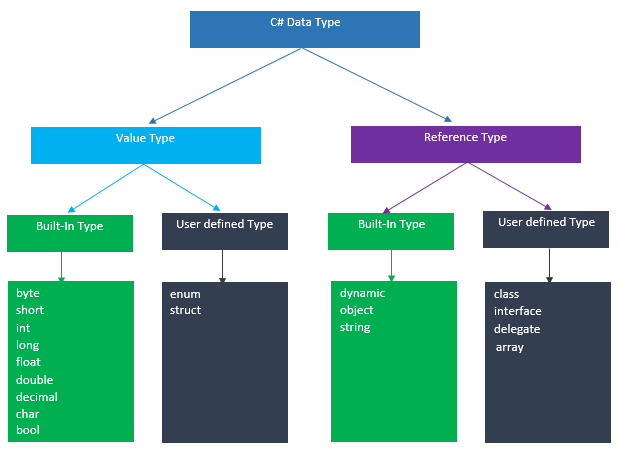 C# Data Type
Value Type
Reference Type
Built-In Type
User defined Type
Built-In Type
User defined Type
byte
short
int
long
float
double
decimal
char
bool
enum
struct
dynamic
object
string
class
interface
delegate
array